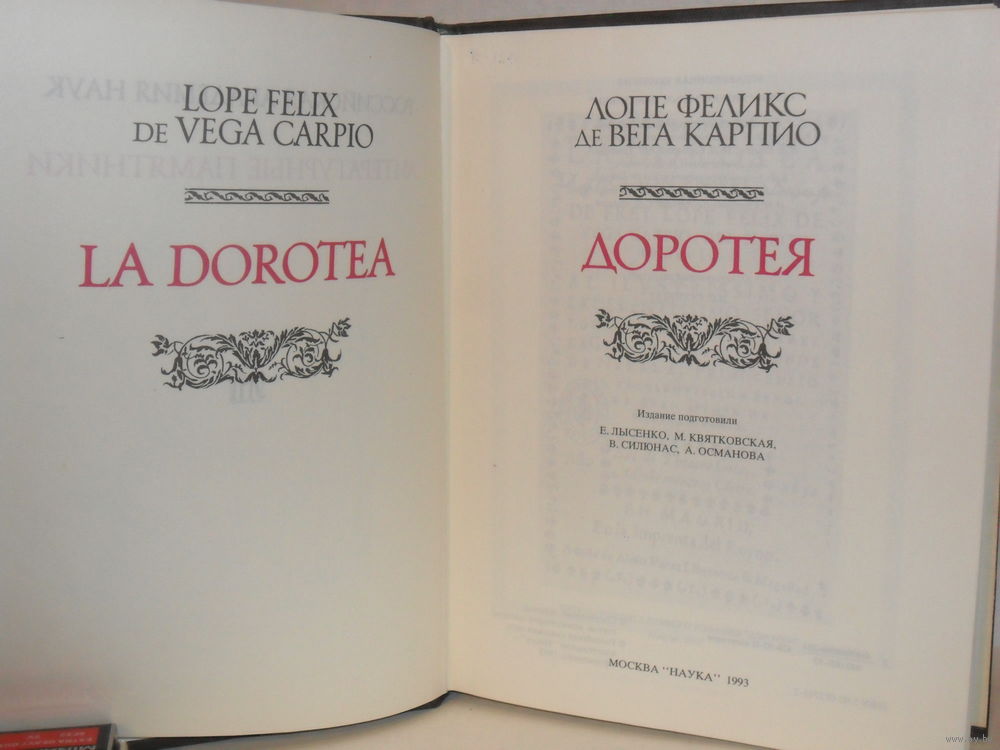 LOPE FELIX
DE VEGA CARPIO
LA DOROTEA
ЛОПЕ ФЕЛИКС
ДЕ ВЕГА КАРПИО
ДОРОТЕЯ
Издание подготовили
Е. ЛЫСЕНКО, М. КВЯТКОВСКАЯ,
В. СИЛЮНАС, А. ОСМАНОВА
МОСКВА "НАУКА" 1993